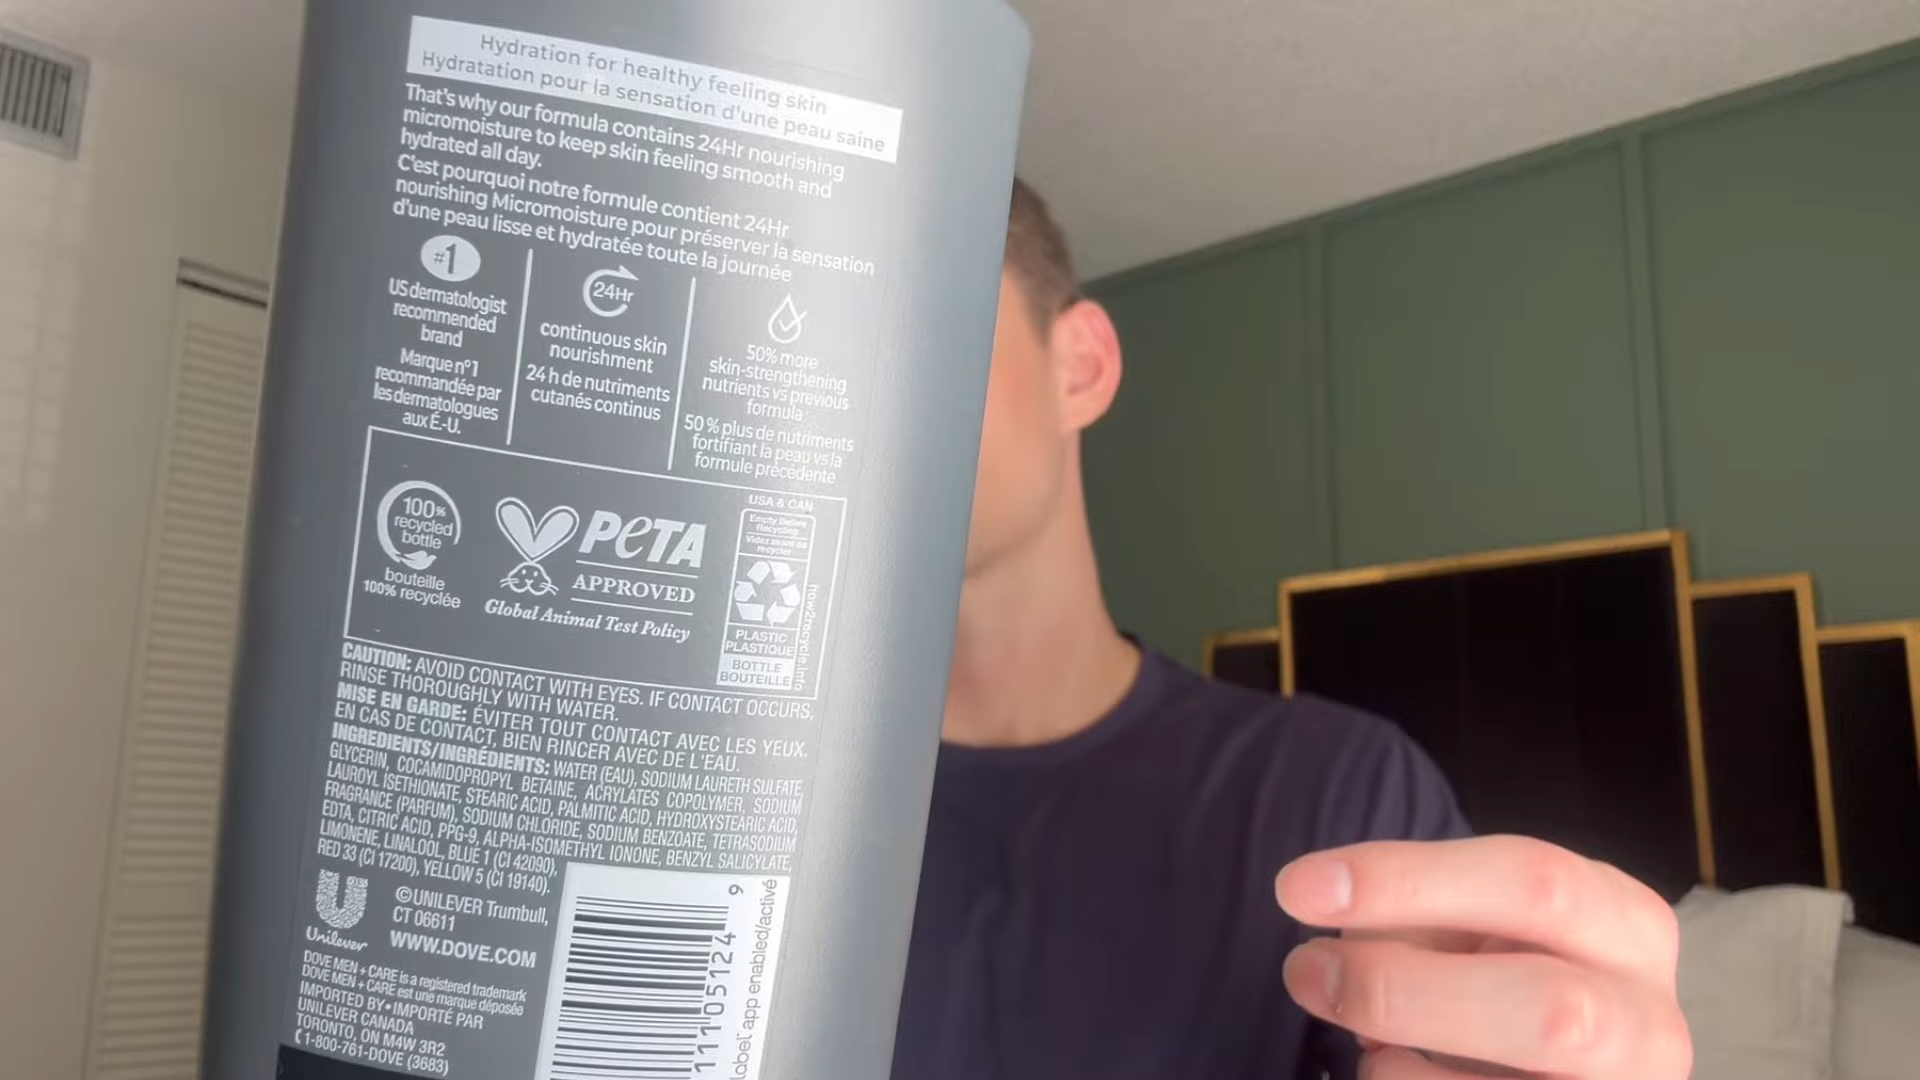 Hydration for healthy feeling skin
Hydratation pour la sensation d'une peau saine
That's why our formula contains 24Hr nourishing
micromoisture to keep skin feeling smooth and
hydrated all day.
C'est pourquoi notre formule contient 24Hr
nourishing Micromoisture pour préserver la sensation
d'une peau lisse et hydratée toute la journée
#1
US dermatologist
recommended
brand
Marque n°1
recommandée par
les dermatologues
aux É.-U.
24Hr
continuous skin
nourishment
24 h de nutriments
cutanés continus
50% more
skin-strengthening
nutrients vs previous
formula
50 % plus de nutriments
fortifiant la peau vs la
formule précédente
100%
recycled
bottle
bouteille
100% recyclée
PETA
APPROVED
Global Animal Test Policy
USA & CAN
Empty Before
Recycling
Videz avant de
recycler
PLASTIC
PLASTIQUE
BOTTLE
BOUTEILLE
how2recycle.info
CAUTION: AVOID CONTACT WITH EYES. IF CONTACT OCCURS,
RINSE THOROUGHLY WITH WATER.
MISE EN GARDE: ÉVITER TOUT CONTACT AVEC LES YEUX.
EN CAS DE CONTACT, BIEN RINCER AVEC DE L'EAU.
INGREDIENTS/INGRÉDIENTS: WATER (EAU), SODIUM LAURETH SULFATE,
GLYCERIN, COCAMIDOPROPYL BETAINE, ACRYLATES COPOLYMER, SODIUM
LAUROYL ISETHIONATE, STEARIC ACID, PALMITIC ACID, HYDROXYSTEARIC ACID,
FRAGRANCE (PARFUM), SODIUM CHLORIDE, SODIUM BENZOATE, TETRASODIUM
EDTA, CITRIC ACID, PPG-9, ALPHA-ISOMETHYL IONONE, BENZYL SALICYLATE,
LIMONENE, LINALOOL, BLUE 1 (CI 42090),
RED 33 (CI 17200), YELLOW 5 (CI 19140).
Unilever
©UNILEVER Trumbull,
CT 06611
WWW.DOVE.COM
DOVE MEN + CARE is a registered trademark
DOVE MEN + CARE est une marque déposée
IMPORTED BY • IMPORTÉ PAR
UNILEVER CANADA
TORONTO, ON M4W 3R2
1-800-761-DOVE (3683)
11105124 9
label app enabled/activé